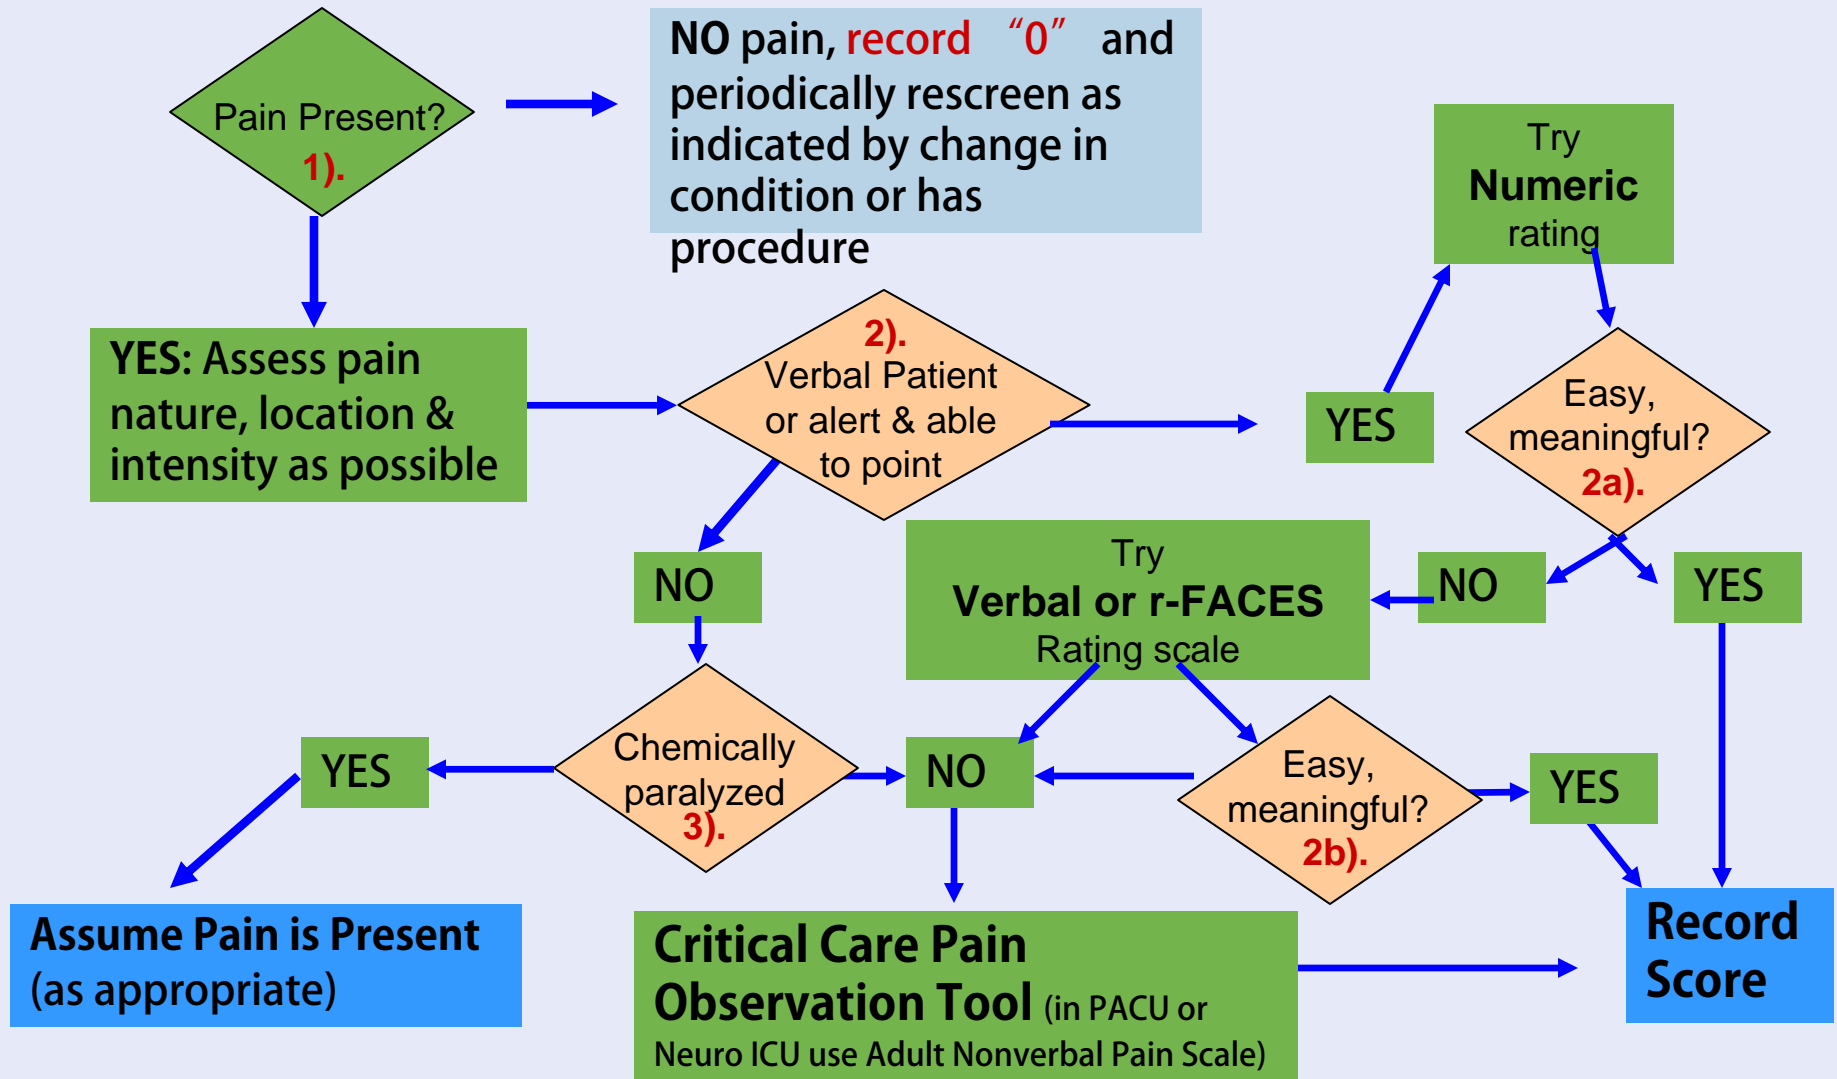 Pain Present?
1).
NO pain, record “0” and
periodically rescreen as
indicated by change in
condition or has
procedure
Try
Numeric
rating
YES: Assess pain
nature, location &
intensity as possible
2).
Verbal Patient
or alert & able
to point
YES
Easy,
meaningful?
2a).
NO
Try
Verbal or r-FACES
Rating scale
NO
YES
YES
Chemically
paralyzed
3).
NO
Easy,
meaningful?
2b).
YES
Assume Pain is Present
(as appropriate)
Critical Care Pain
Observation Tool (in PACU or
Neuro ICU use Adult Nonverbal Pain Scale)
Record
Score